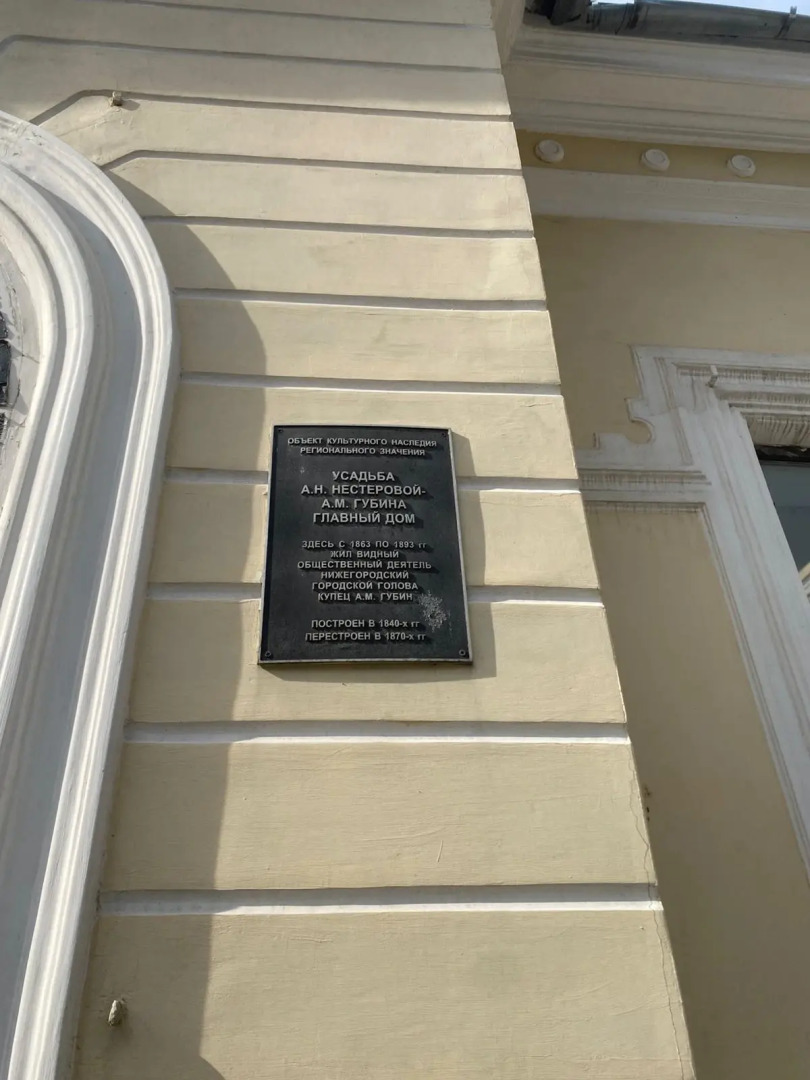 ОБЪЕКТ КУЛЬТУРНОГО НАСЛЕДИЯ
РЕГИОНАЛЬНОГО ЗНАЧЕНИЯ
УСАДЬБА
А.Н. НЕСТЕРОВОЙ-
А.М. ГУБИНА
ГЛАВНЫЙ ДОМ
ЗДЕСЬ С 1863 ПО 1893 гг
ЖИЛ ВИДНЫЙ
ОБЩЕСТВЕННЫЙ ДЕЯТЕЛЬ
НИЖЕГОРОДСКИЙ
ГОРОДСКОЙ ГОЛОВА
КУПЕЦ А.М. ГУБИН
ПОСТРОЕН В 1840-х гг
ПЕРЕСТРОЕН В 1870-х гг